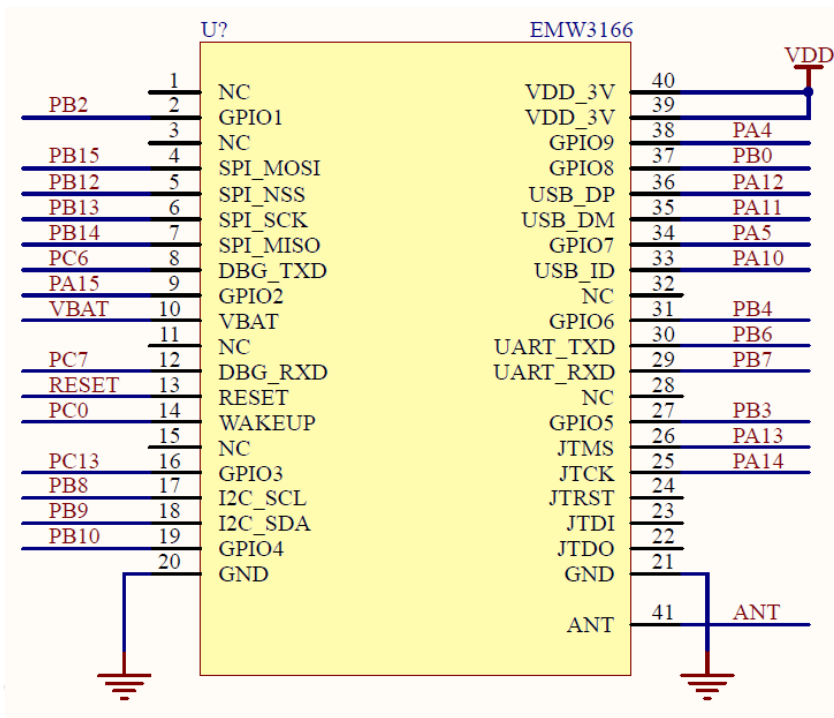 U? EMW3166
VDD
1 NC VDD_3V 40
PB2 2 GPIO1 VDD_3V 39
3 NC GPIO9 38 PA4
PB15 4 SPI_MOSI GPIO8 37 PB0
PB12 5 SPI_NSS USB_DP 36 PA12
PB13 6 SPI_SCK USB_DM 35 PA11
PB14 7 SPI_MISO GPIO7 34 PA5
PC6 8 DBG_TXD USB_ID 33 PA10
PA15 9 GPIO2 NC 32
VBAT 10 VBAT GPIO6 31 PB4
11 NC UART_TXD 30 PB6
PC7 12 DBG_RXD UART_RXD 29 PB7
RESET 13 RESET NC 28
PC0 14 WAKEUP GPIO5 27 PB3
15 NC JTMS 26 PA13
PC13 16 GPIO3 JTCK 25 PA14
PB8 17 I2C_SCL JTRST 24
PB9 18 I2C_SDA JTDI 23
PB10 19 GPIO4 JTDO 22
20 GND GND 21
ANT 41 ANT